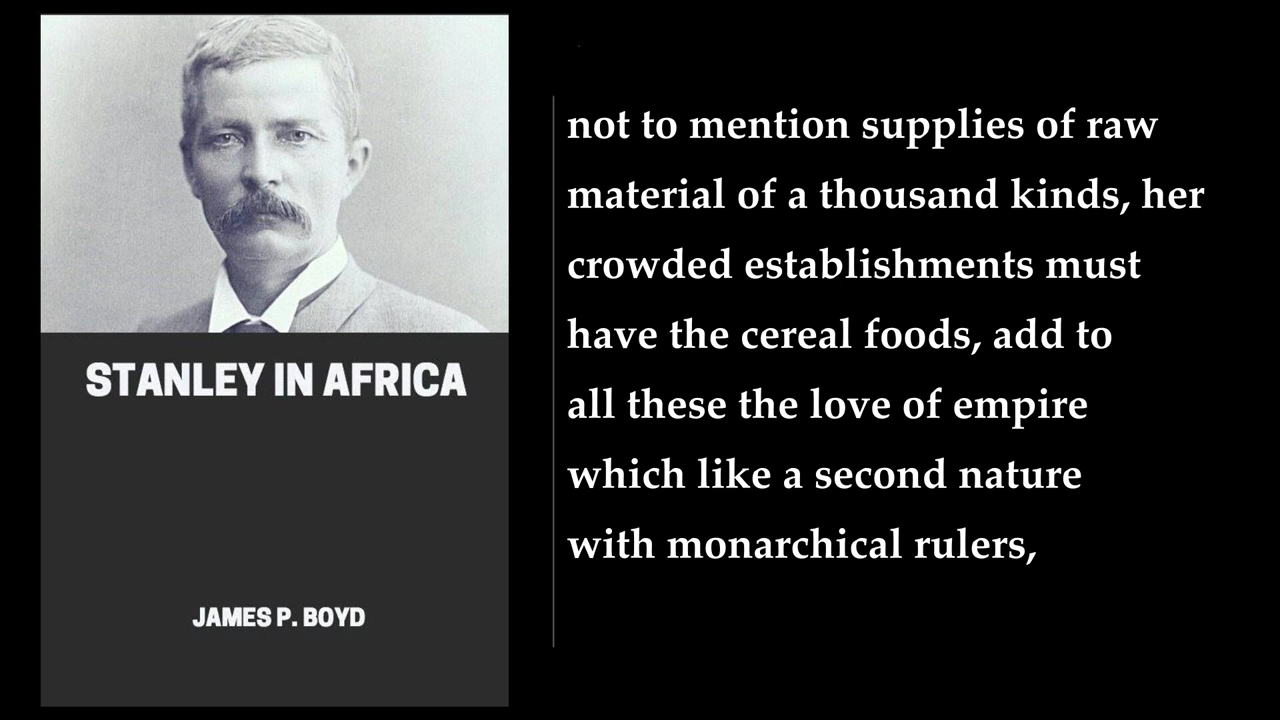 STANLEY IN AFRICA
JAMES P. BOYD
not to mention supplies of raw
material of a thousand kinds, her
crowded establishments must
have the cereal foods, add to
all these the love of empire
which like a second nature
with monarchical rulers,